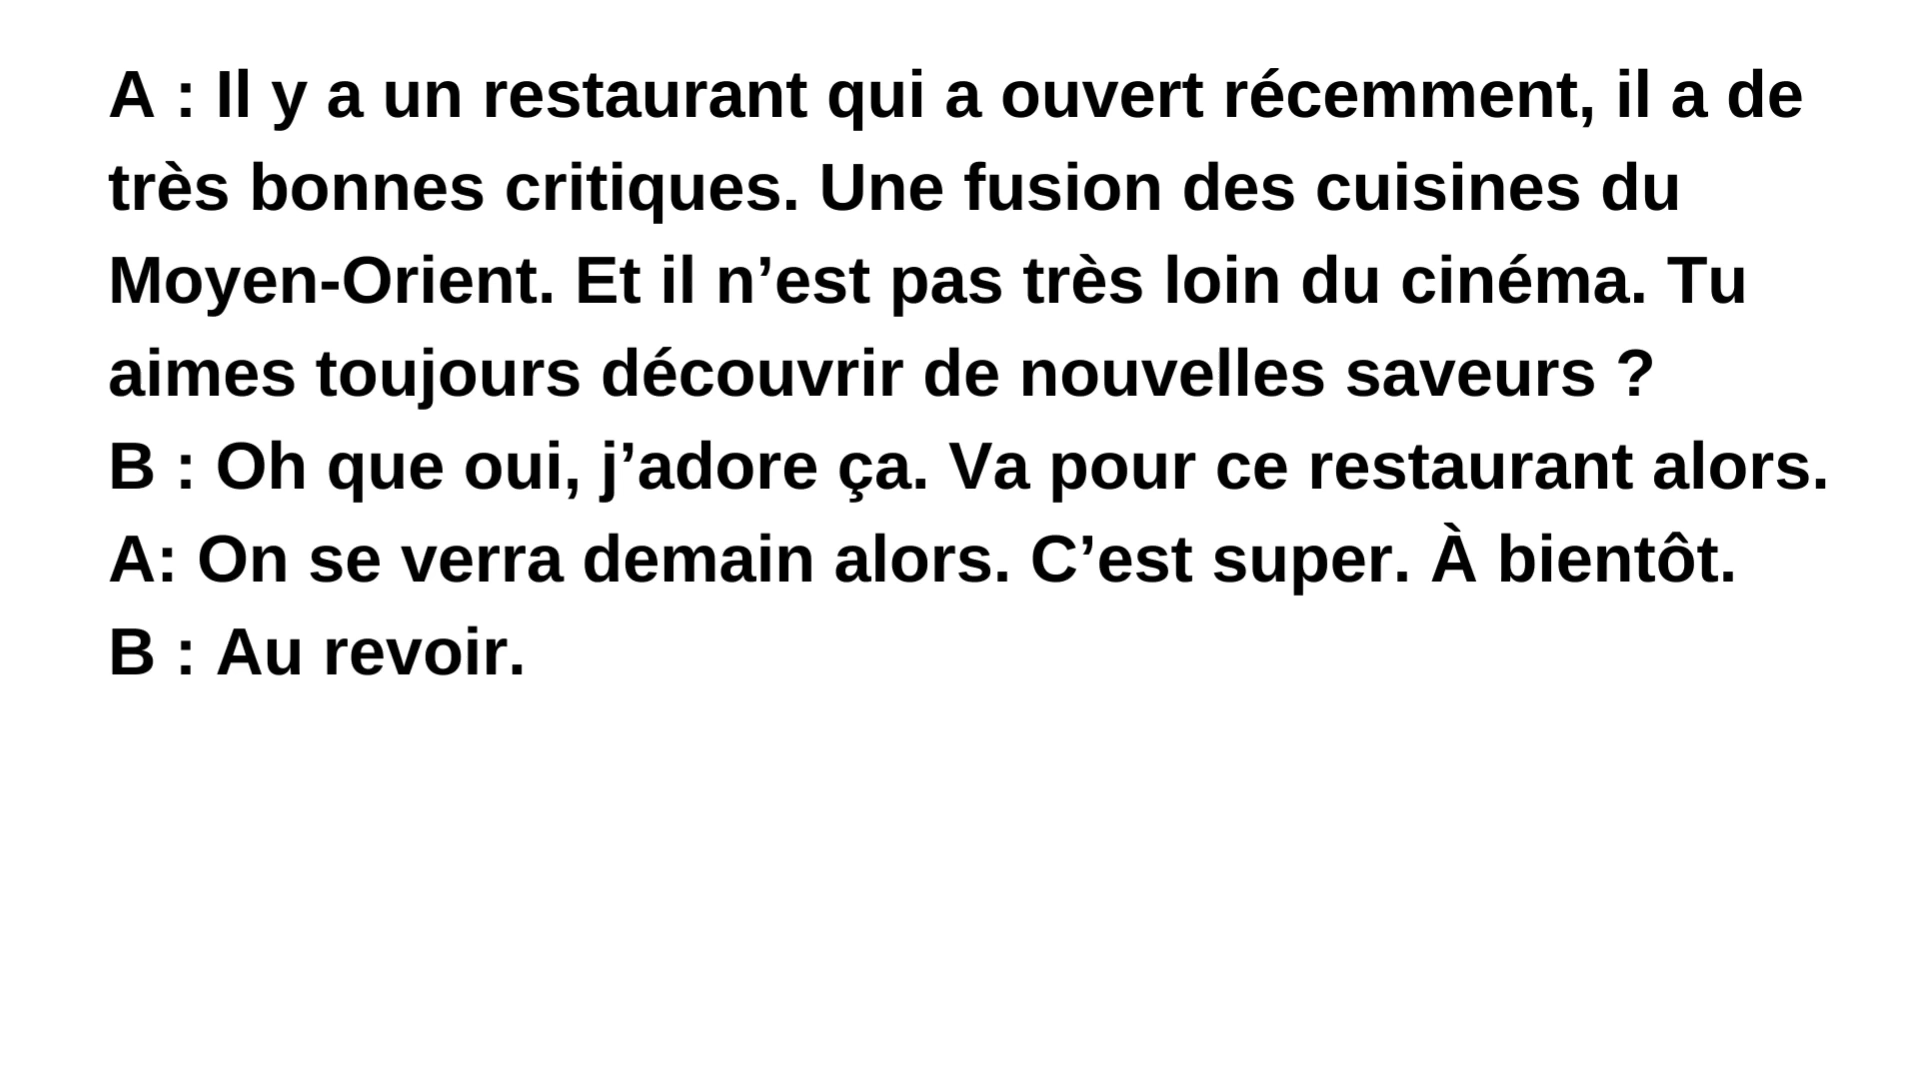 A : Il y a un restaurant qui a ouvert récemment, il a de
très bonnes critiques. Une fusion des cuisines du
Moyen-Orient. Et il n’est pas très loin du cinéma. Tu
aimes toujours découvrir de nouvelles saveurs ?
B : Oh que oui, j’adore ça. Va pour ce restaurant alors.
A: On se verra demain alors. C’est super. À bientôt.
B : Au revoir.